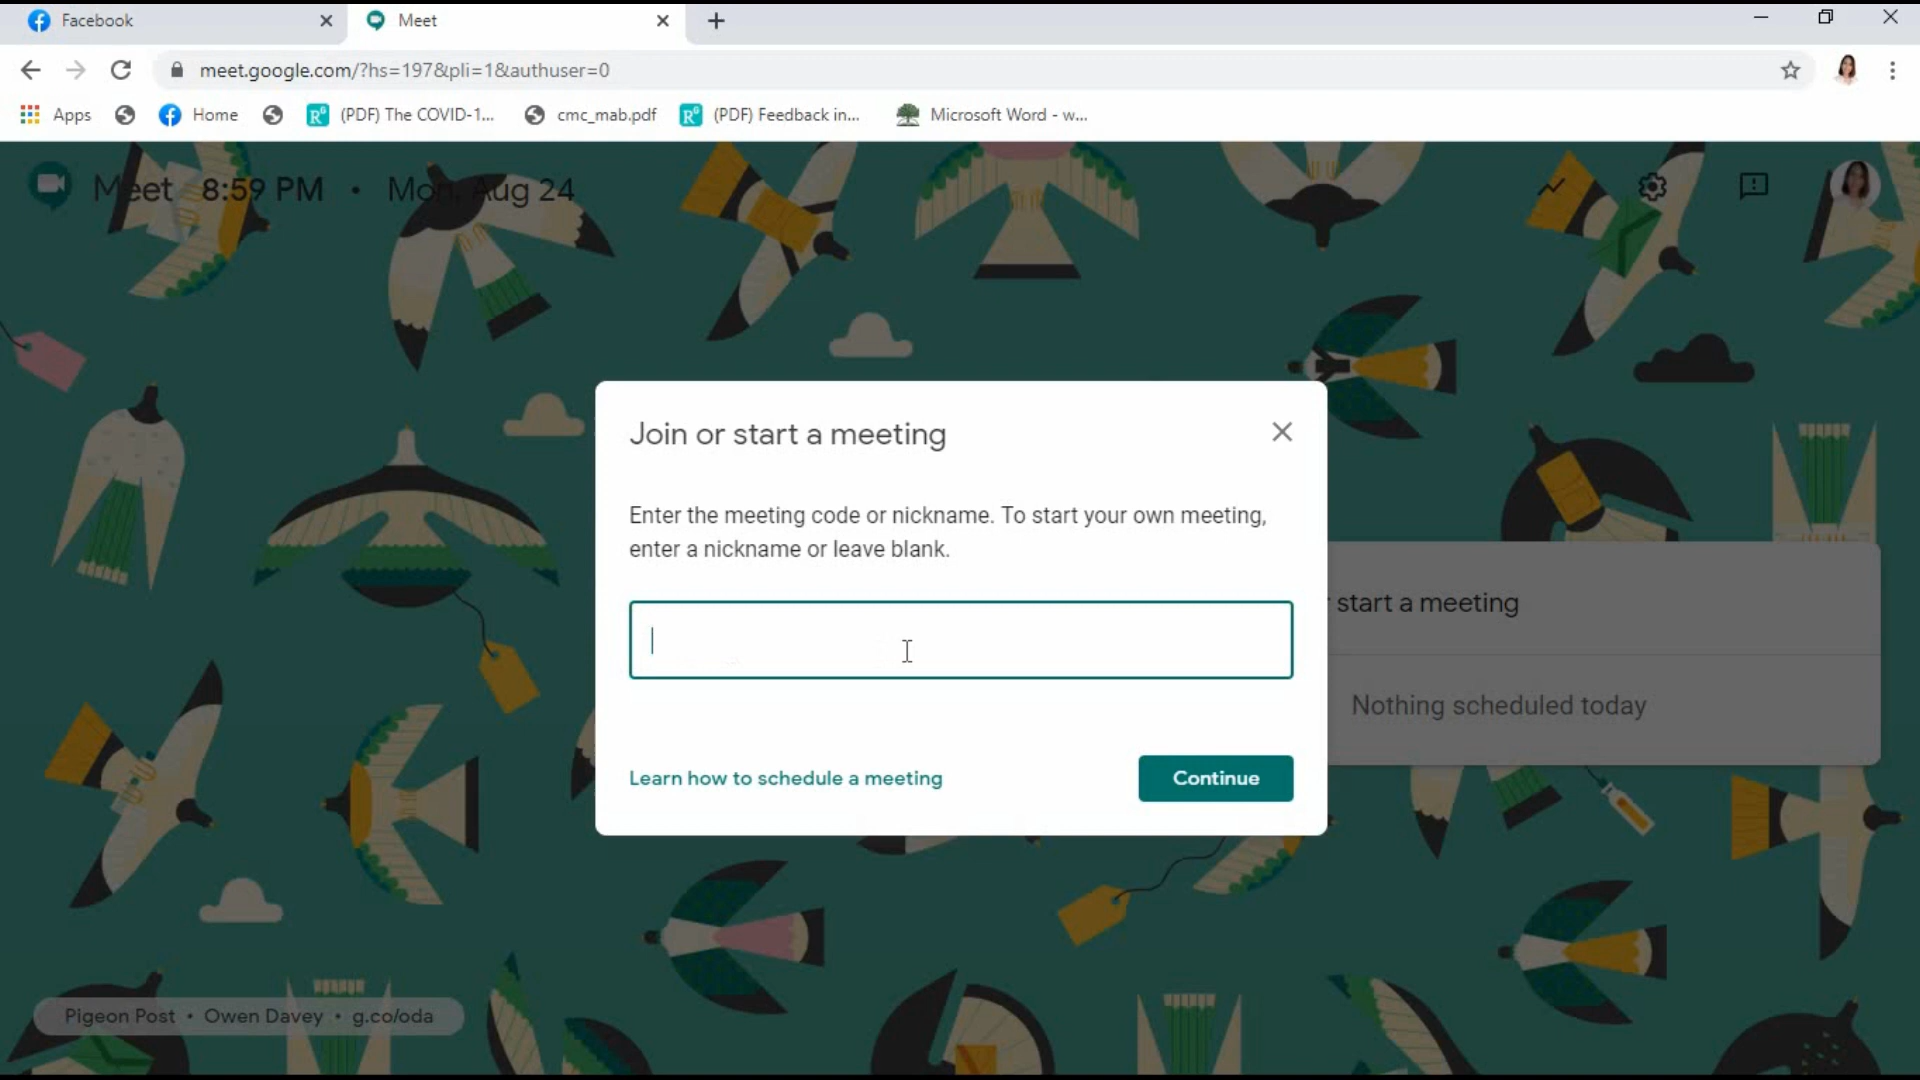 Facebook
Meet
meet.google.com/?hs=197&pli=1&authuser=0
Apps
Home
(PDF) The COVID-1...
cmc_mab.pdf
(PDF) Feedback in...
Microsoft Word - w...
Meet 8:59 PM • Mon, Aug 24
Join or start a meeting
Enter the meeting code or nickname. To start your own meeting,
enter a nickname or leave blank.
start a meeting
Nothing scheduled today
Learn how to schedule a meeting
Continue
Pigeon Post • Owen Davey • g.co/oda